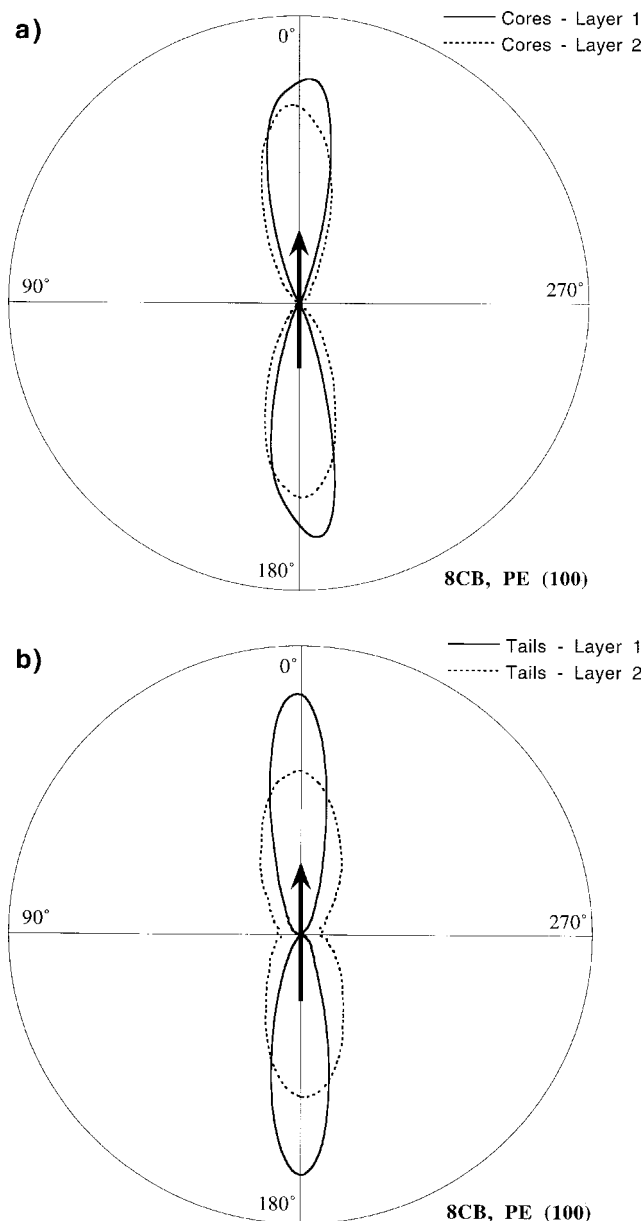 a)
Cores - Layer 1
Cores - Layer 2
0°
90°
270°
180°
8CB, PE (100)
b)
Tails - Layer 1
Tails - Layer 2
0°
90°
270°
180°
8CB, PE (100)